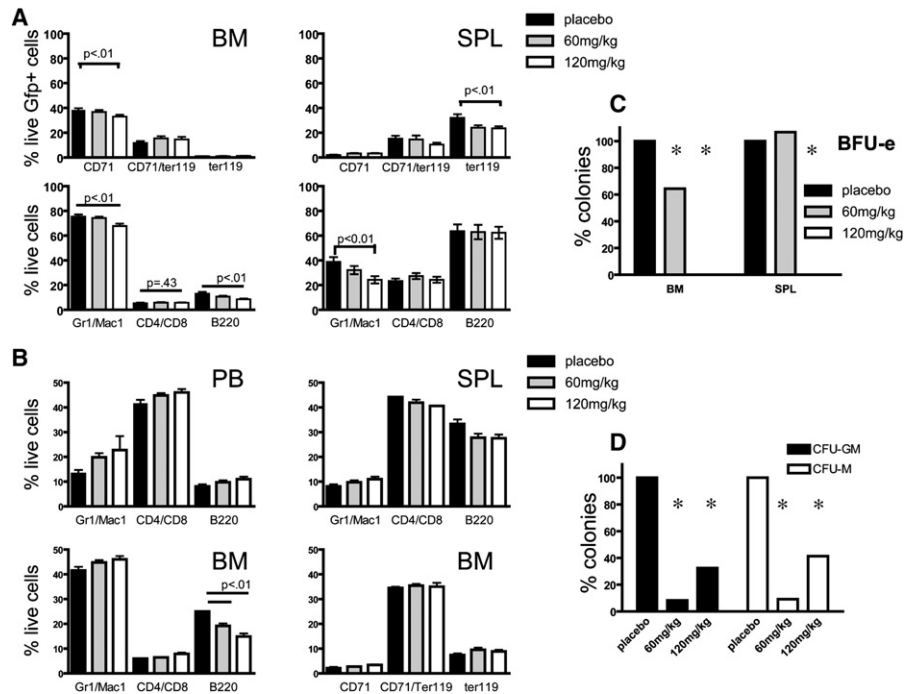 A
BM
% live Gfp+ cells
100
80
60
40
20
0
p<.01
CD71 CD71/ter119 ter119
SPL
100
80
60
40
20
0
p<.01
CD71 CD71/ter119 ter119
placebo
60mg/kg
120mg/kg
% live cells
100
80
60
40
20
0
p<.01
p=.43
p<.01
Gr1/Mac1 CD4/CD8 B220
100
80
60
40
20
0
p<0.01
Gr1/Mac1 CD4/CD8 B220
C
BFU-e
% colonies
100
80
60
40
20
0
* * *
placebo
60mg/kg
120mg/kg
BM SPL
B
PB
% live cells
50
40
30
20
10
0
Gr1/Mac1 CD4/CD8 B220
SPL
50
40
30
20
10
0
Gr1/Mac1 CD4/CD8 B220
placebo
60mg/kg
120mg/kg
BM
% live cells
50
40
30
20
10
0
p<.01
Gr1/Mac1 CD4/CD8 B220
BM
50
40
30
20
10
0
CD71 CD71/Ter119 ter119
D
CFU-GM
CFU-M
% colonies
100
80
60
40
20
0
* * * *
placebo 60mg/kg 120mg/kg placebo 60mg/kg 120mg/kg